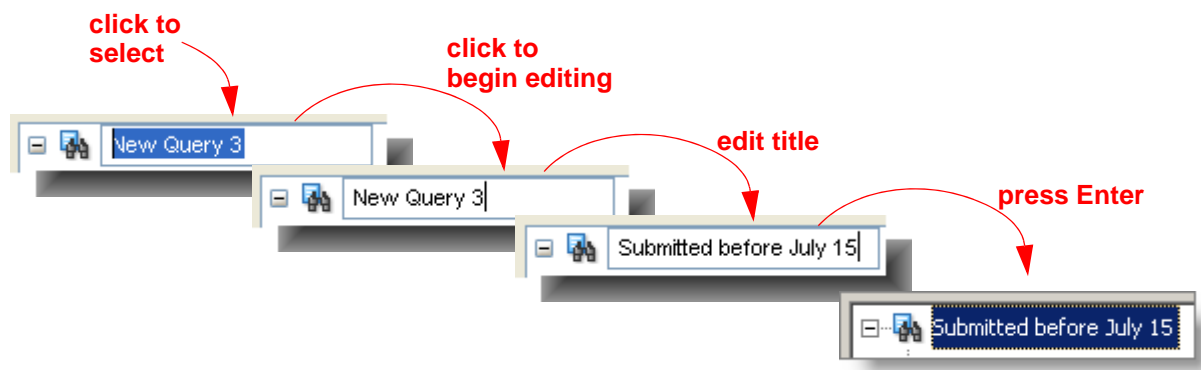 click to
select
click to
begin editing
New Query 3
edit title
New Query 3
press Enter
Submitted before July 15
Submitted before July 15